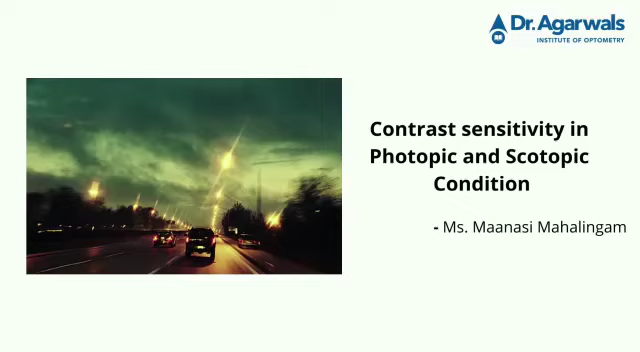 Dr. Agarwals
INSTITUTE OF OPTOMETRY
Contrast sensitivity in
Photopic and Scotopic
Condition
- Ms. Maanasi Mahalingam